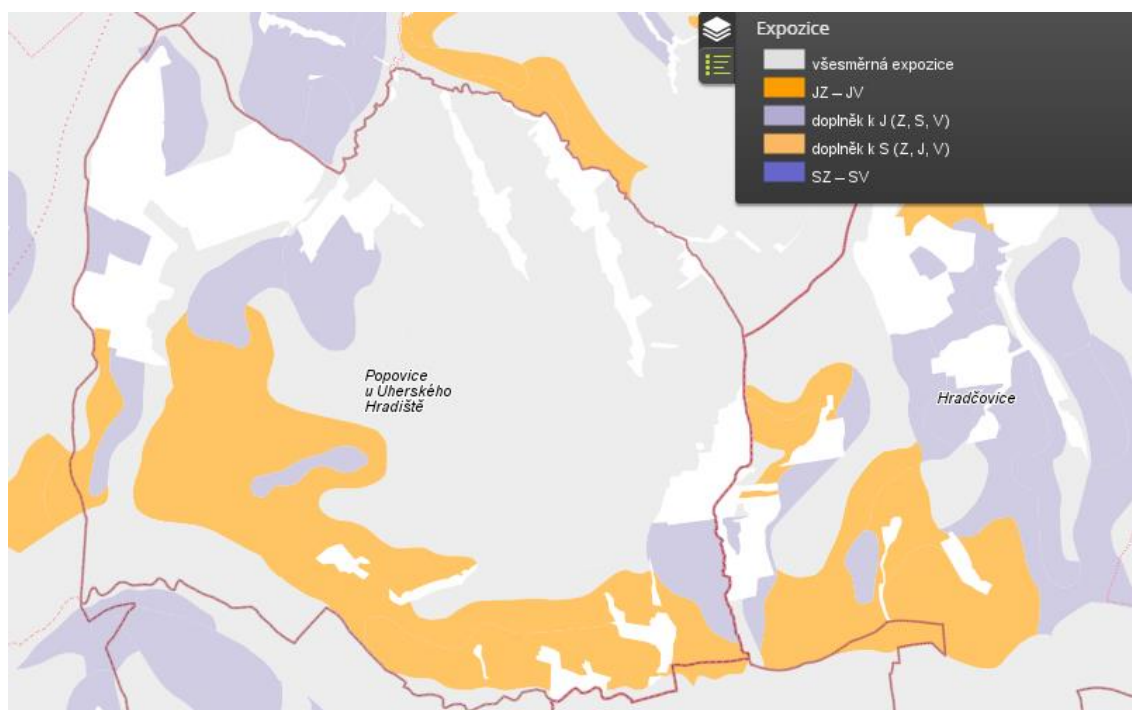 Expozice
všesměrná expozice
JZ – JV
doplněk k J (Z, S, V)
doplněk k S (Z, J, V)
SZ – SV
Popovice
u Uherského
Hradiště
Hradčovice